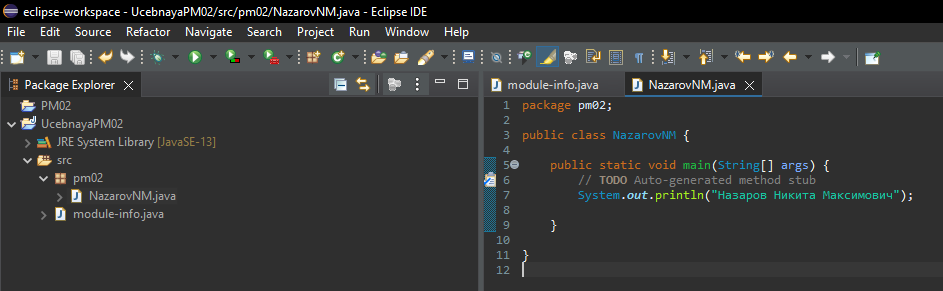 eclipse-workspace - UcebnayaPM02/src/pm02/NazarovNM.java - Eclipse IDE
File Edit Source Refactor Navigate Search Project Run Window Help
Package Explorer
PM02
UcebnayaPM02
JRE System Library [JavaSE-13]
src
pm02
NazarovNM.java
module-info.java
module-info.java NazarovNM.java
1 package pm02;
2
3 public class NazarovNM {
4
5 public static void main(String[] args) {
6 // TODO Auto-generated method stub
7 System.out.println("Назаров Никита Максимович");
8
9 }
10
11 }
12